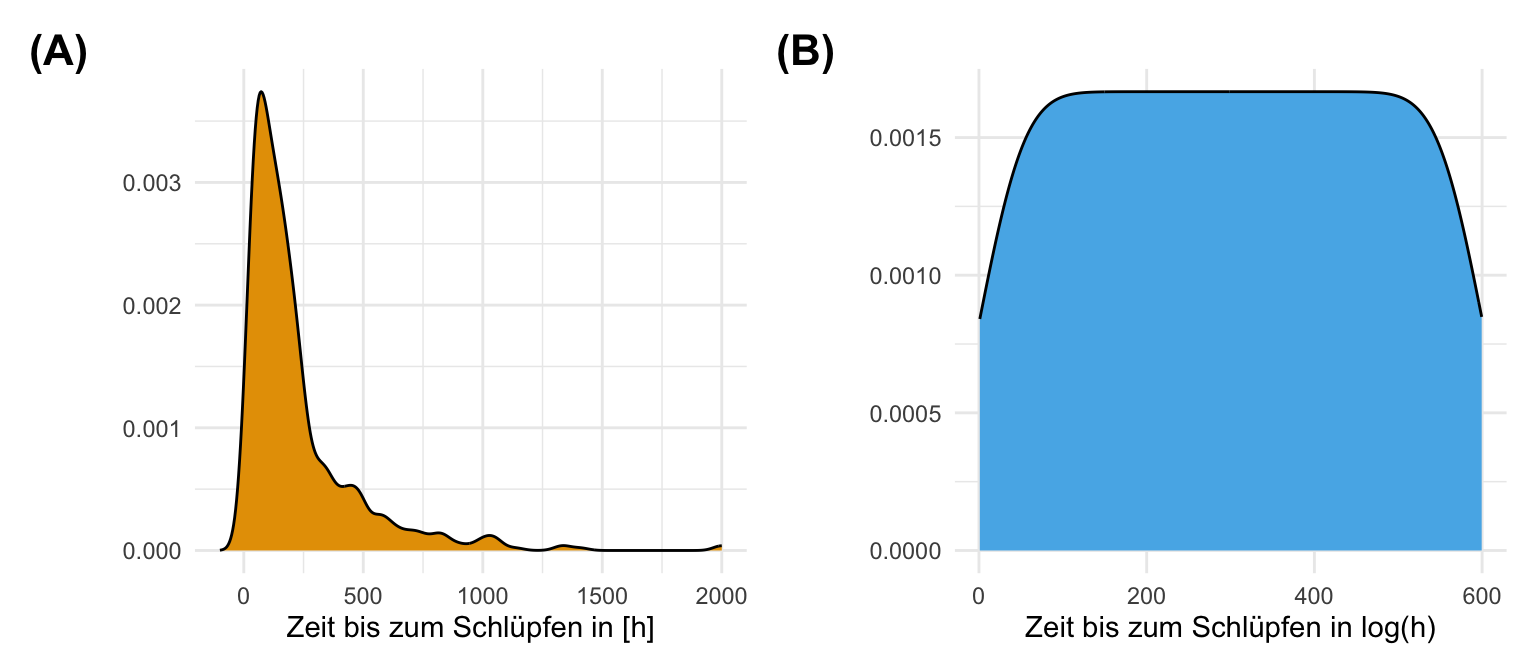 (A)
0.003
0.002
0.001
0.000
0 500 1000 1500 2000
Zeit bis zum Schlüpfen in [h]
(B)
0.0015
0.0010
0.0005
0.0000
0 200 400 600
Zeit bis zum Schlüpfen in log(h)